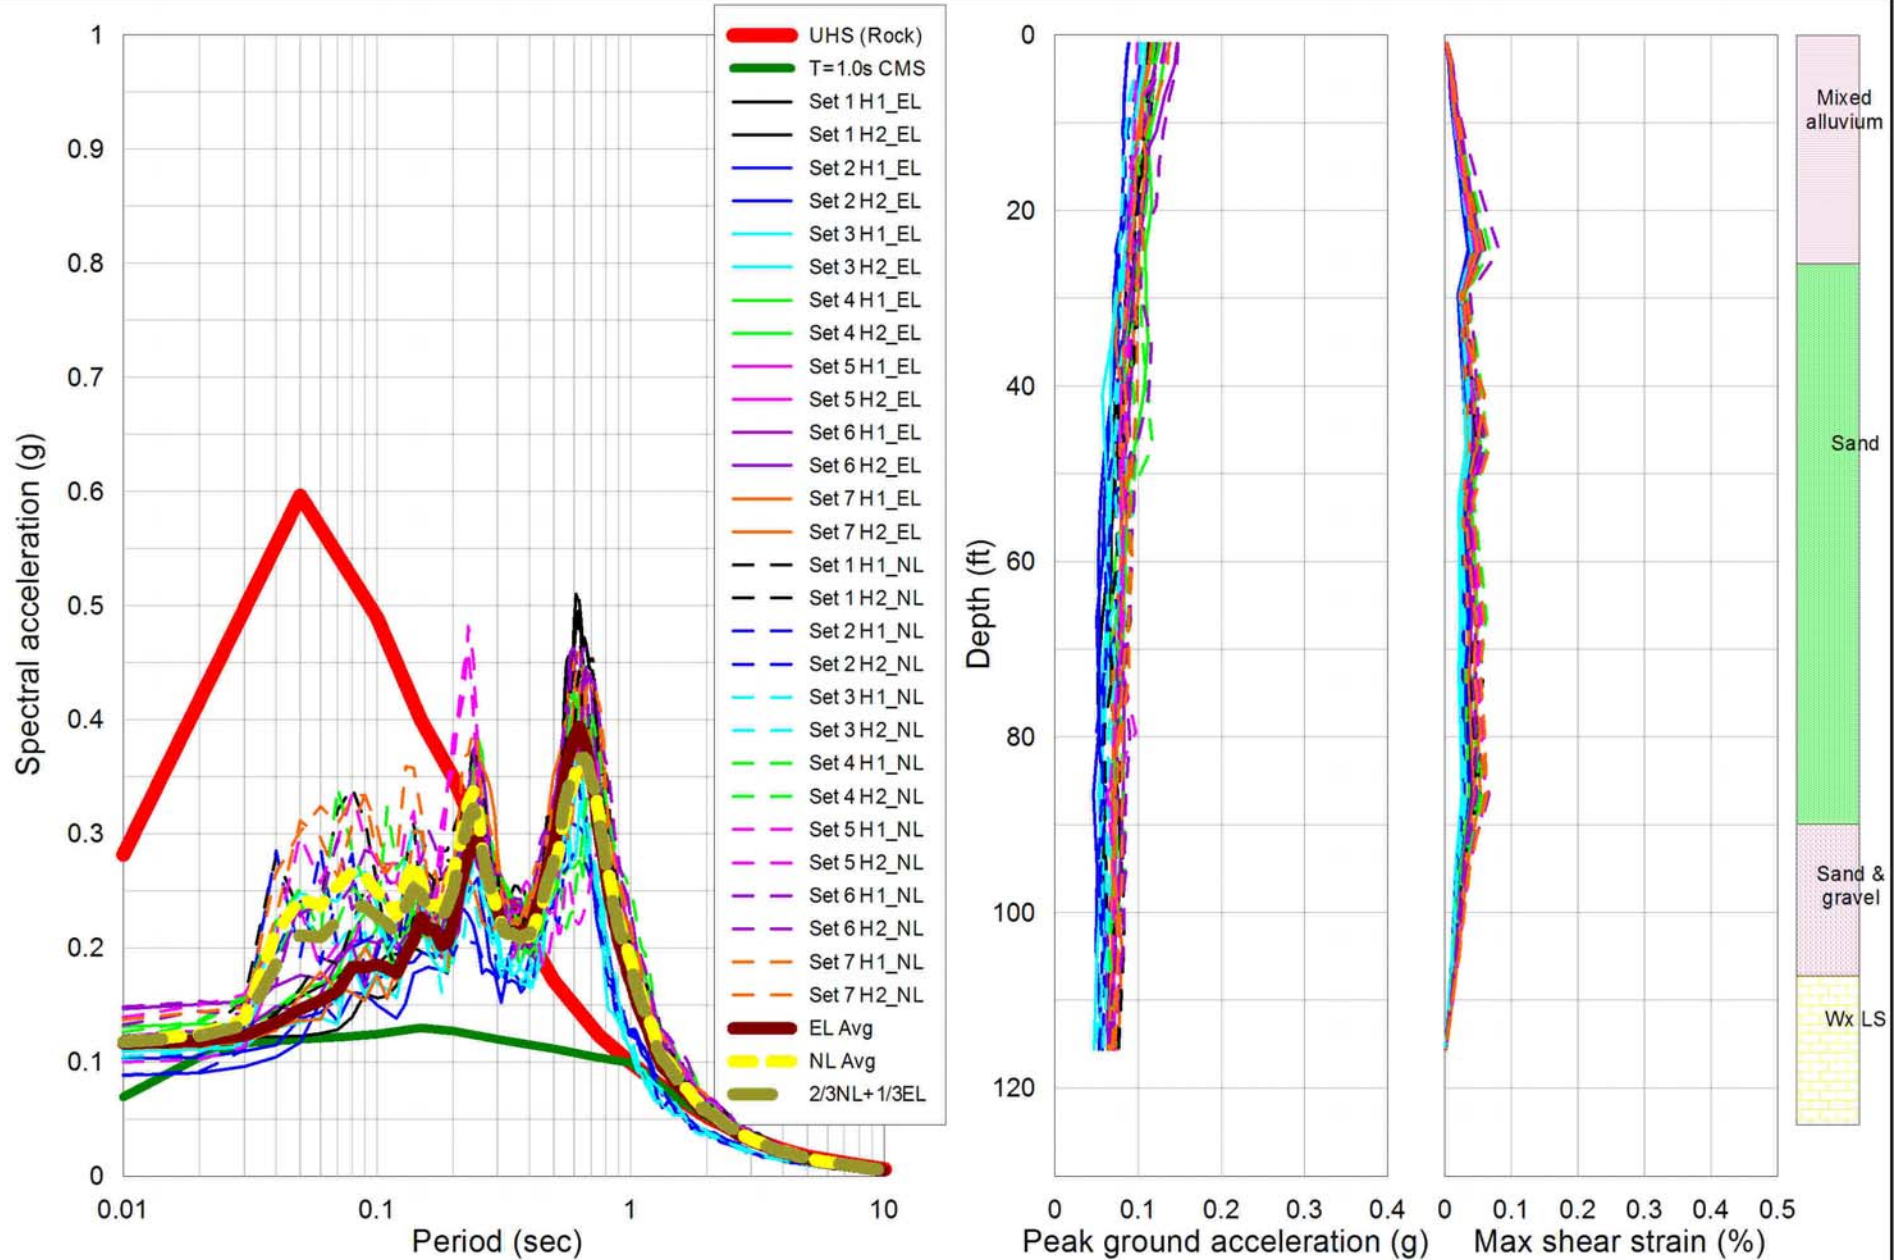 Spectral acceleration (g)
1
0.9
0.8
0.7
0.6
0.5
0.4
0.3
0.2
0.1
0
0.01
0.1
1
10
Period (sec)
UHS (Rock)
T=1.0s CMS
Set 1 H1_EL
Set 1 H2_EL
Set 2 H1_EL
Set 2 H2_EL
Set 3 H1_EL
Set 3 H2_EL
Set 4 H1_EL
Set 4 H2_EL
Set 5 H1_EL
Set 5 H2_EL
Set 6 H1_EL
Set 6 H2_EL
Set 7 H1_EL
Set 7 H2_EL
Set 1 H1_NL
Set 1 H2_NL
Set 2 H1_NL
Set 2 H2_NL
Set 3 H1_NL
Set 3 H2_NL
Set 4 H1_NL
Set 4 H2_NL
Set 5 H1_NL
Set 5 H2_NL
Set 6 H1_NL
Set 6 H2_NL
Set 7 H1_NL
Set 7 H2_NL
EL Avg
NL Avg
2/3NL+1/3EL
Depth (ft)
0
20
40
60
80
100
120
0
0.1
0.2
0.3
0.4
Peak ground acceleration (g)
0
0.1
0.2
0.3
0.4
0.5
Max shear strain (%)
Mixed
alluvium
Sand
Sand &
gravel
Wx LS